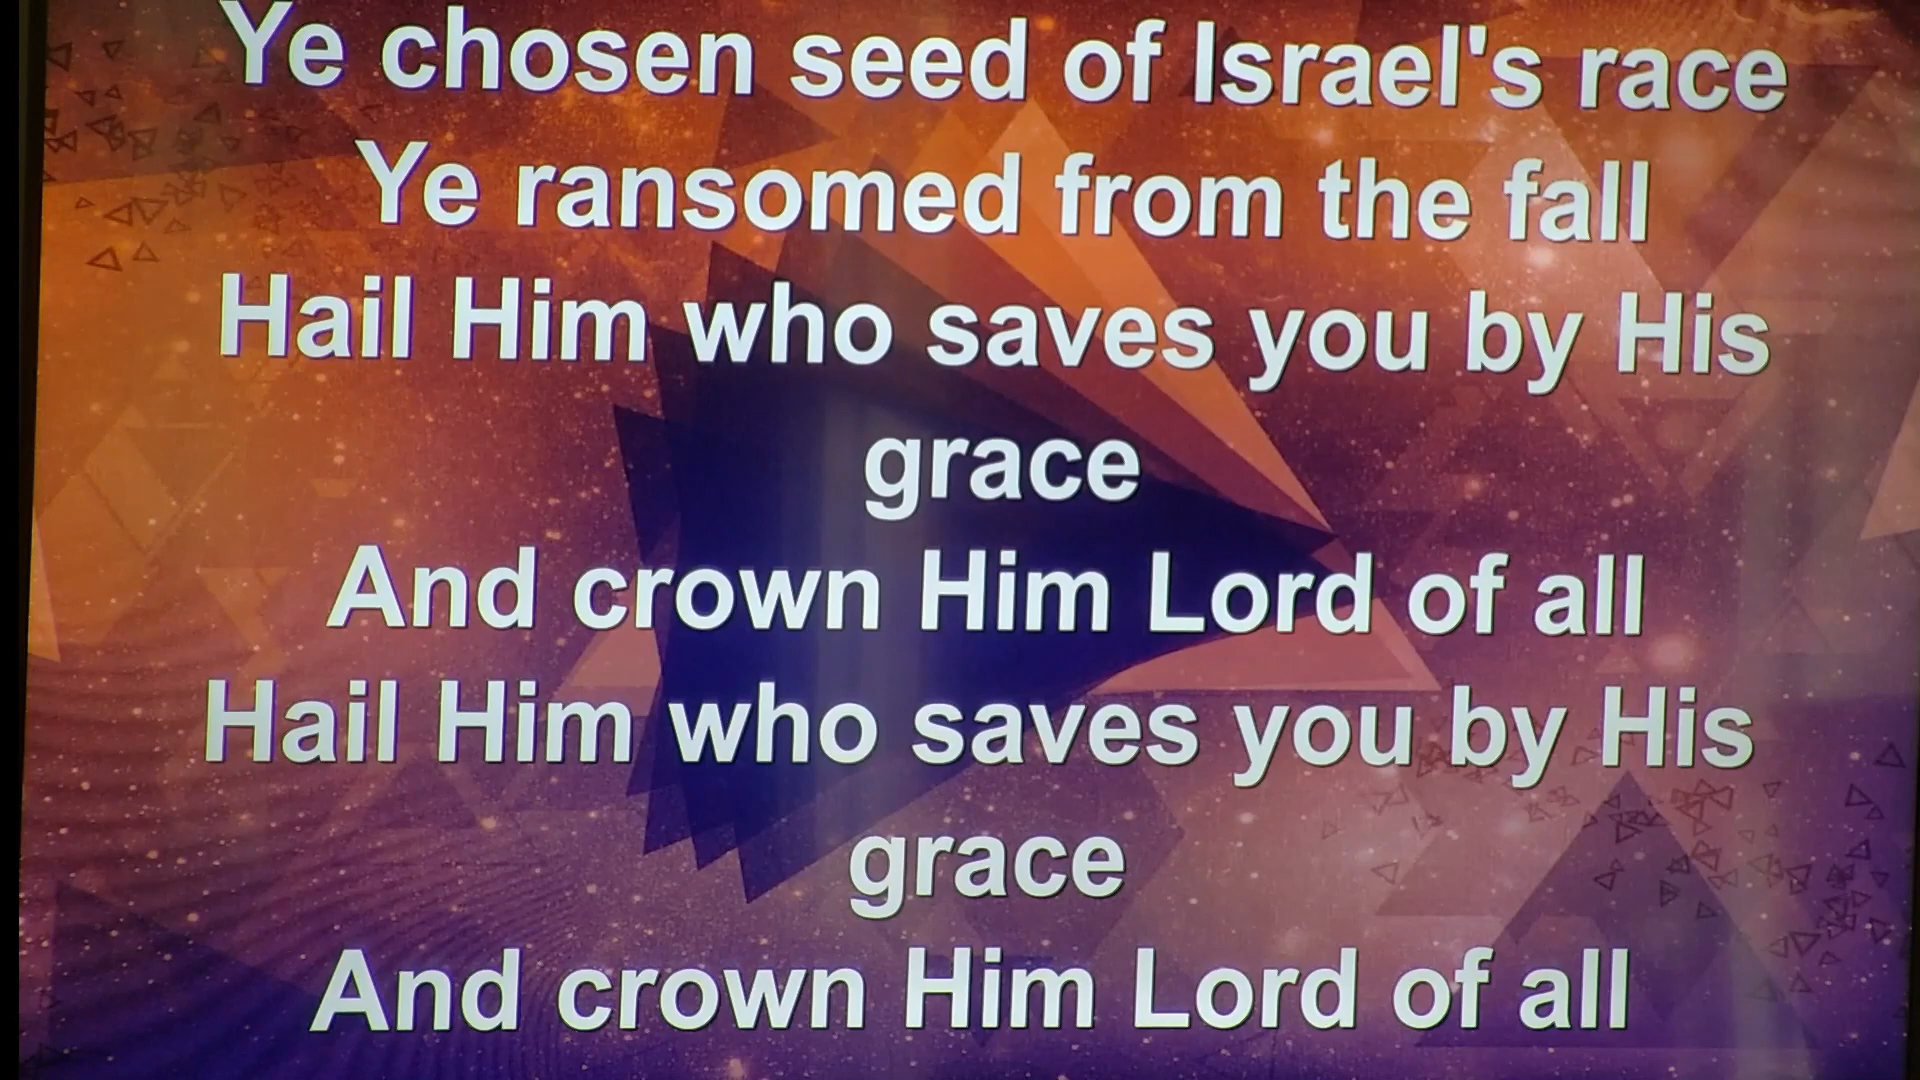 Ye chosen seed of Israel's race
Ye ransomed from the fall
Hail Him who saves you by His
grace
And crown Him Lord of all
Hail Him who saves you by His
grace
And crown Him Lord of all